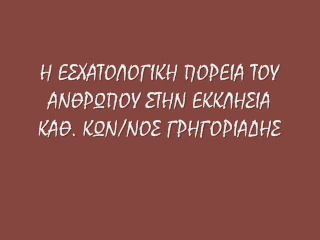 Η ΕΣΧΑΤΟΛΟΓΙΚΗ ΠΟΡΕΙΑ ΤΟΥ
ΑΝΘΡΩΠΟΥ ΣΤΗΝ ΕΚΚΛΗΣΙΑ
ΚΑΘ. ΚΩΝ/ΝΟΣ ΓΡΗΓΟΡΙΑΔΗΣ